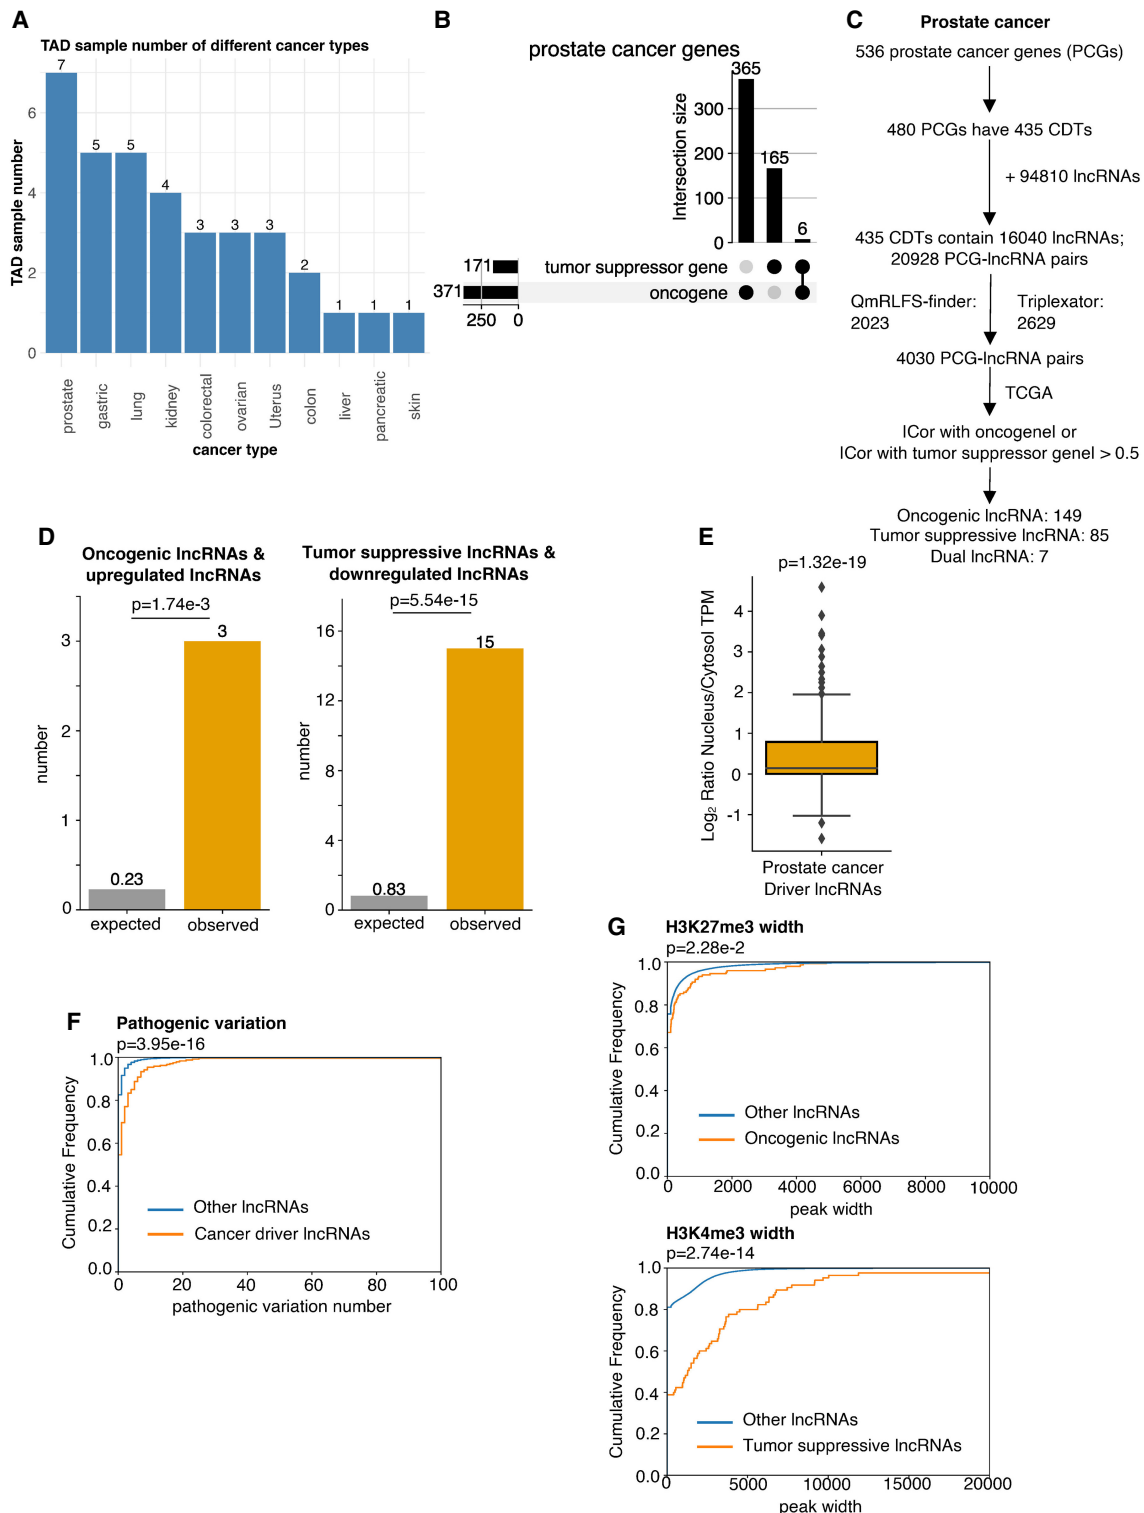 A
TAD sample number of different cancer types
TAD sample number
7
5
5
4
3
3
3
2
1
1
1
6
4
2
0
prostate
gastric
lung
kidney
colorectal
ovarian
Uterus
colon
liver
pancreatic
skin
cancer type
B
prostate cancer genes
Intersection size
365
165
6
300
200
100
0
171
371
tumor suppressor gene
oncogene
250
0
C
Prostate cancer
536 prostate cancer genes (PCGs)
480 PCGs have 435 CDTs
+ 94810 lncRNAs
435 CDTs contain 16040 lncRNAs;
20928 PCG-lncRNA pairs
QmRLFS-finder:
2023
Triplexator:
2629
4030 PCG-lncRNA pairs
TCGA
ICor with oncogenel or
ICor with tumor suppressor genel > 0.5
Oncogenic lncRNA: 149
Tumor suppressive lncRNA: 85
Dual lncRNA: 7
D
Oncogenic lncRNAs &
upregulated lncRNAs
p=1.74e-3
number
3
2
1
0
0.23
3
expected
observed
Tumor suppressive lncRNAs &
downregulated lncRNAs
p=5.54e-15
number
16
12
8
4
0
0.83
15
expected
observed
E
p=1.32e-19
Log2 Ratio Nucleus/Cytosol TPM
4
3
2
1
0
-1
Prostate cancer
Driver lncRNAs
F
Pathogenic variation
p=3.95e-16
Cumulative Frequency
1.0
0.8
0.6
0.4
0.2
0.0
Other lncRNAs
Cancer driver lncRNAs
0
20
40
60
80
100
pathogenic variation number
G
H3K27me3 width
p=2.28e-2
Cumulative Frequency
1.0
0.8
0.6
0.4
0.2
0.0
Other lncRNAs
Oncogenic lncRNAs
0
2000
4000
6000
8000
10000
peak width
H3K4me3 width
p=2.74e-14
Cumulative Frequency
1.0
0.8
0.6
0.4
0.2
0.0
Other lncRNAs
Tumor suppressive lncRNAs
0
5000
10000
15000
20000
peak width